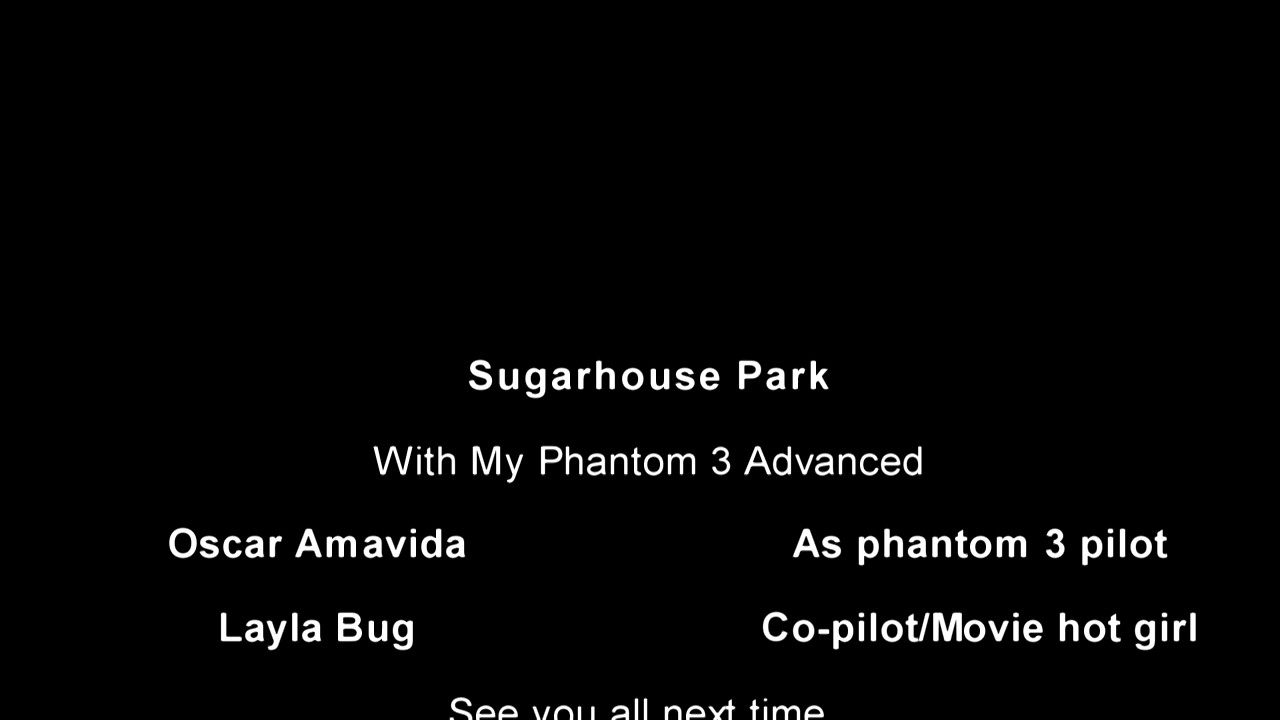 Sugarhouse Park
With My Phantom 3 Advanced
Oscar Amavida As phantom 3 pilot
Layla Bug Co-pilot/Movie hot girl
See you all next time